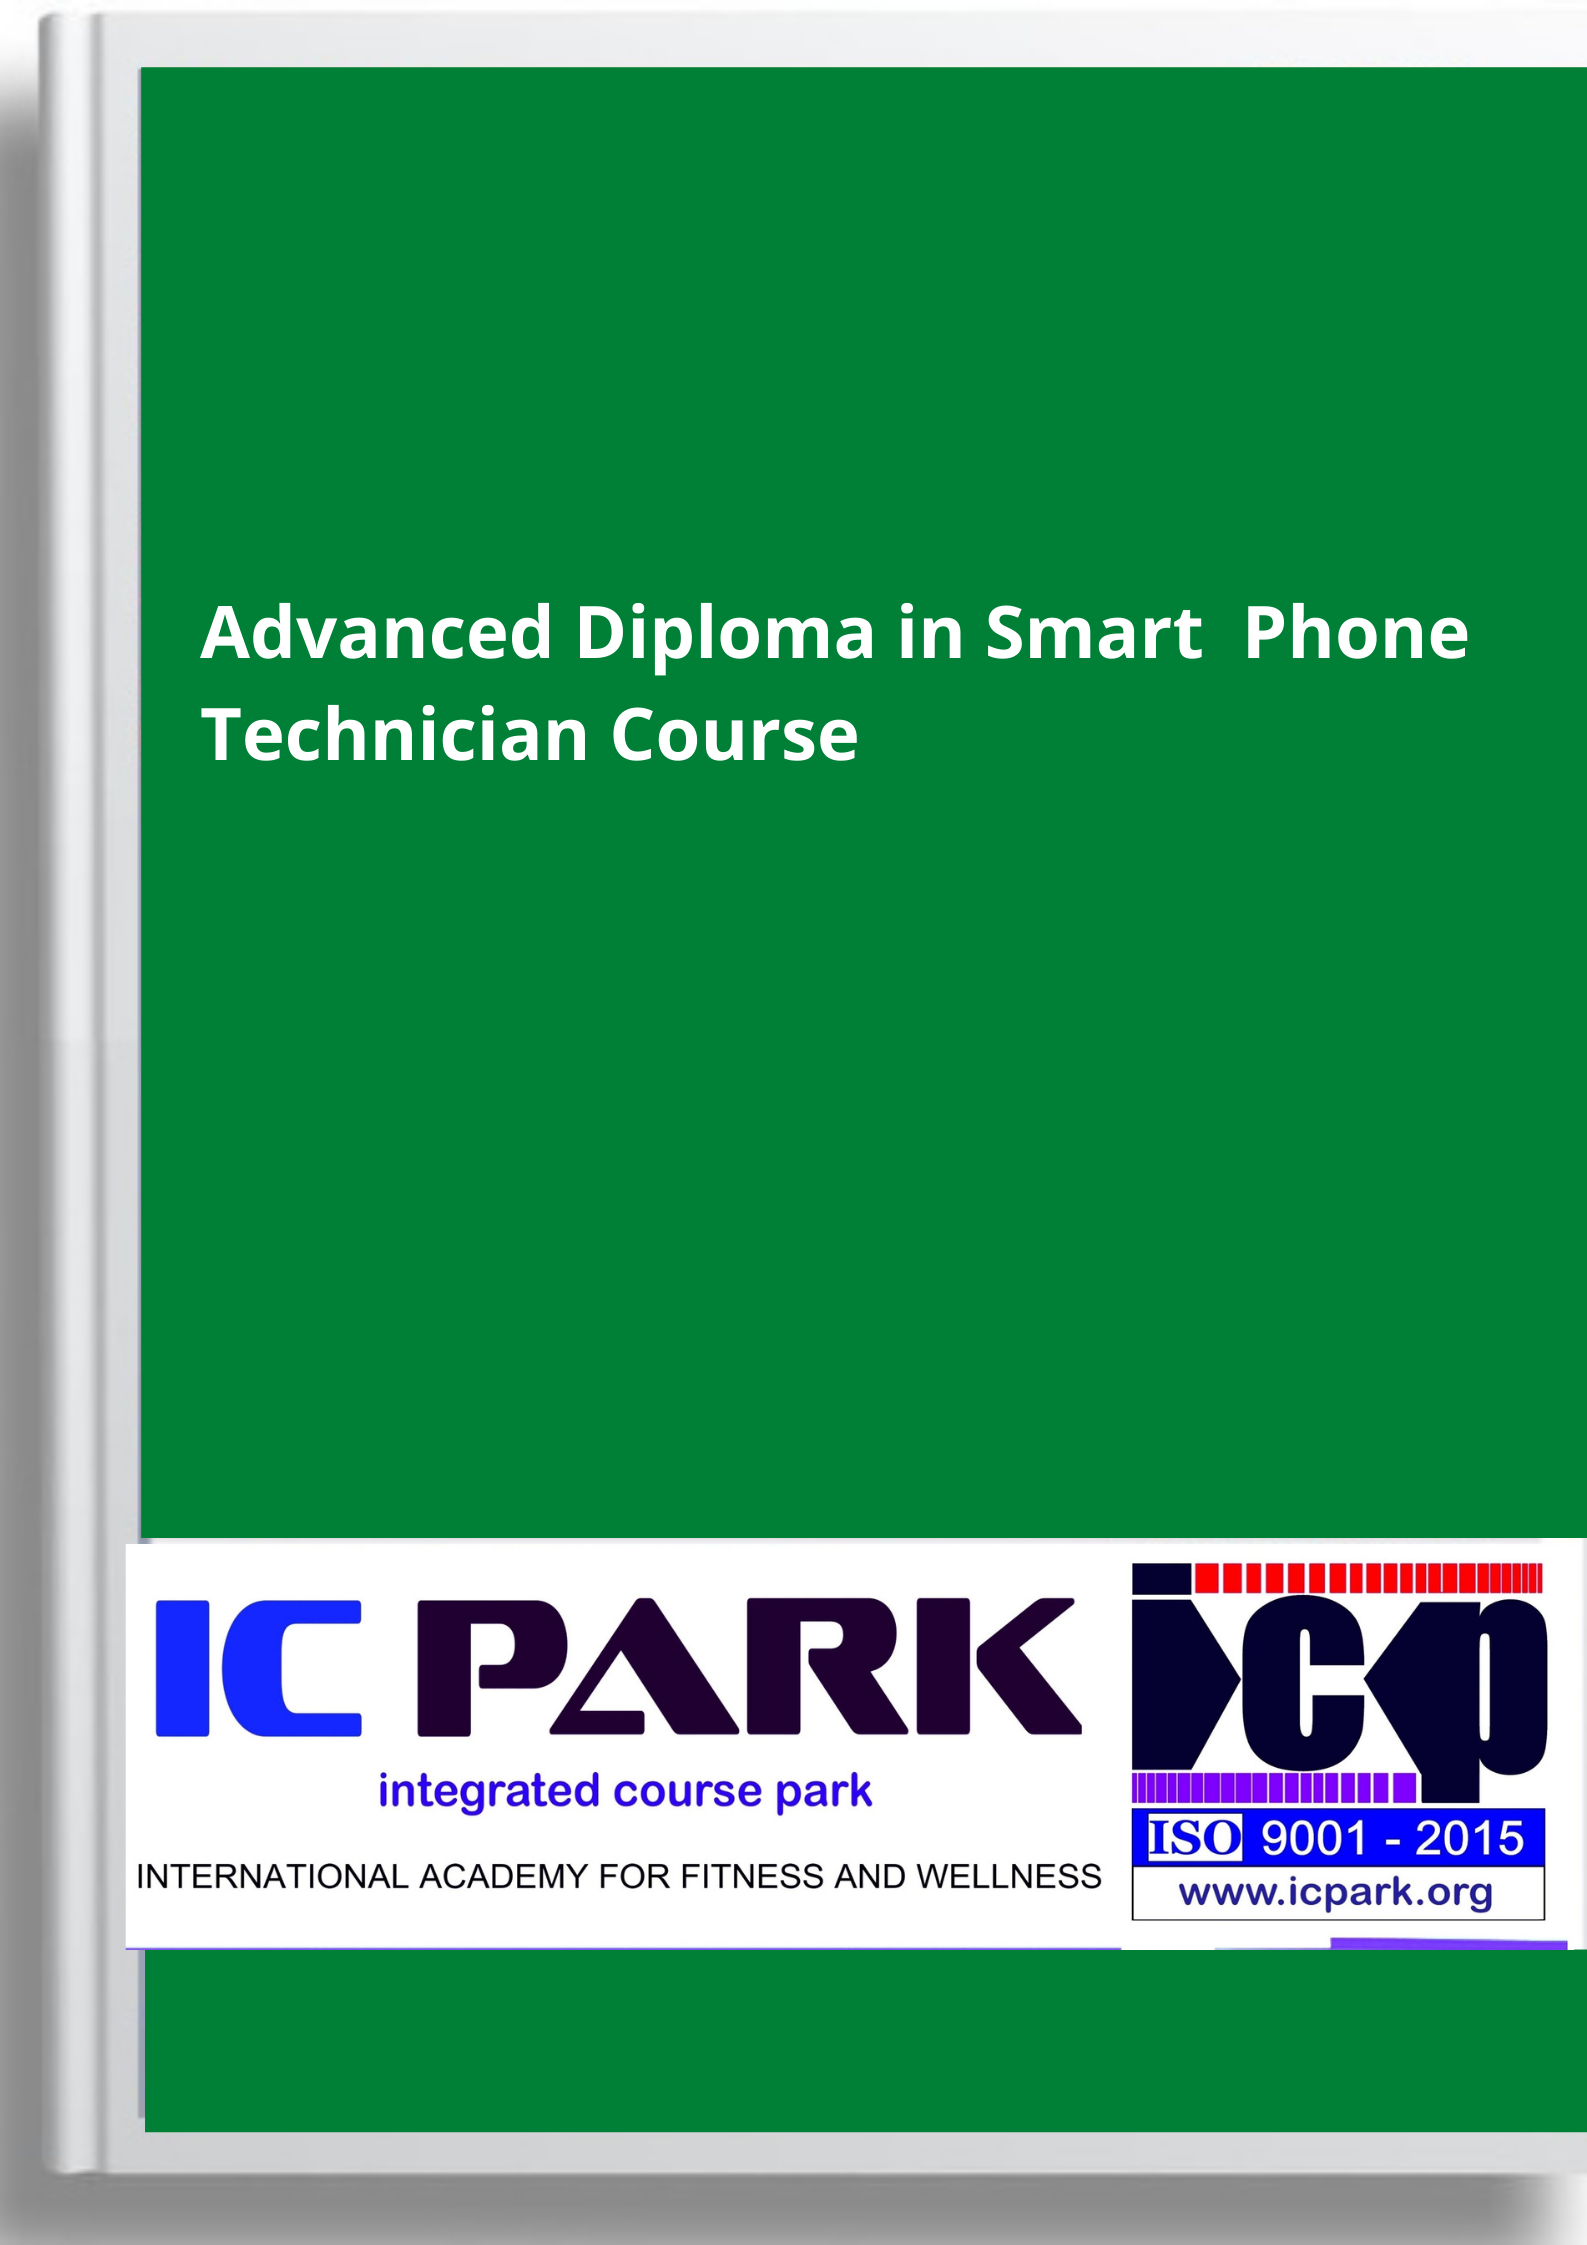 Advanced Diploma in Smart  Phone
Technician Course
IC PARK
integrated course park
INTERNATIONAL ACADEMY FOR FITNESS AND WELLNESS
icp
ISO 9001 - 2015
www.icpark.org